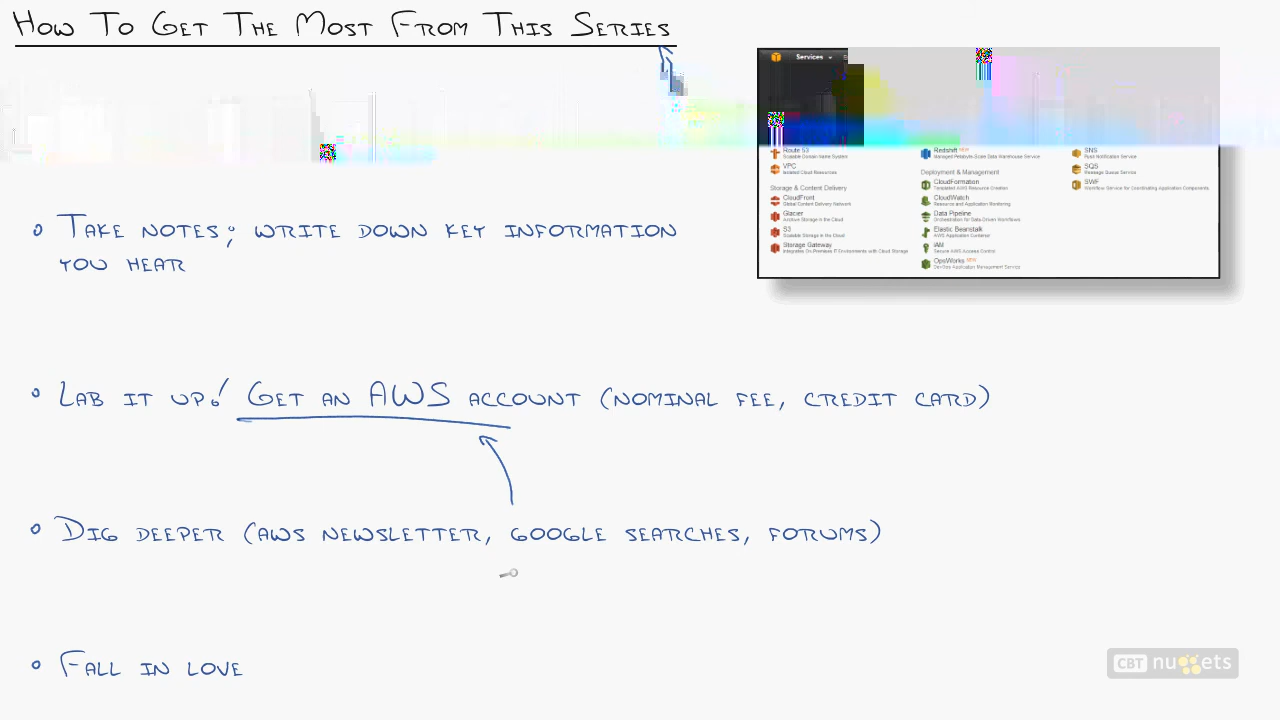 How To Get The Most From This Series
Services
Route 53
Scalable Domain Name System
VPC
Isolated Cloud Resources
Storage & Content Delivery
CloudFront
Global Content Delivery Network
Glacier
Archive Storage in the Cloud
S3
Scalable Storage in the Cloud
Storage Gateway
Integrates On-Premises IT Environments with Cloud Storage
Redshift NEW
Managed Petabyte-Scale Data Warehouse Service
Deployment & Management
CloudFormation
Templated AWS Resource Creation
CloudWatch
Resource and Application Monitoring
Data Pipeline
Orchestration for Data-Driven Workflows
Elastic Beanstalk
AWS Application Container
IAM
Secure AWS Access Control
OpsWorks NEW
DevOps Application Management Service
SNS
Push Notification Service
SQS
Message Queue Service
SWF
Workflow Service for Coordinating Application Components
Take notes; write down key information
you hear
Lab it up! Get an AWS account (nominal fee, credit card)
Dig deeper (AWS newsletter, Google searches, forums)
Fall in love
CBT nuggets